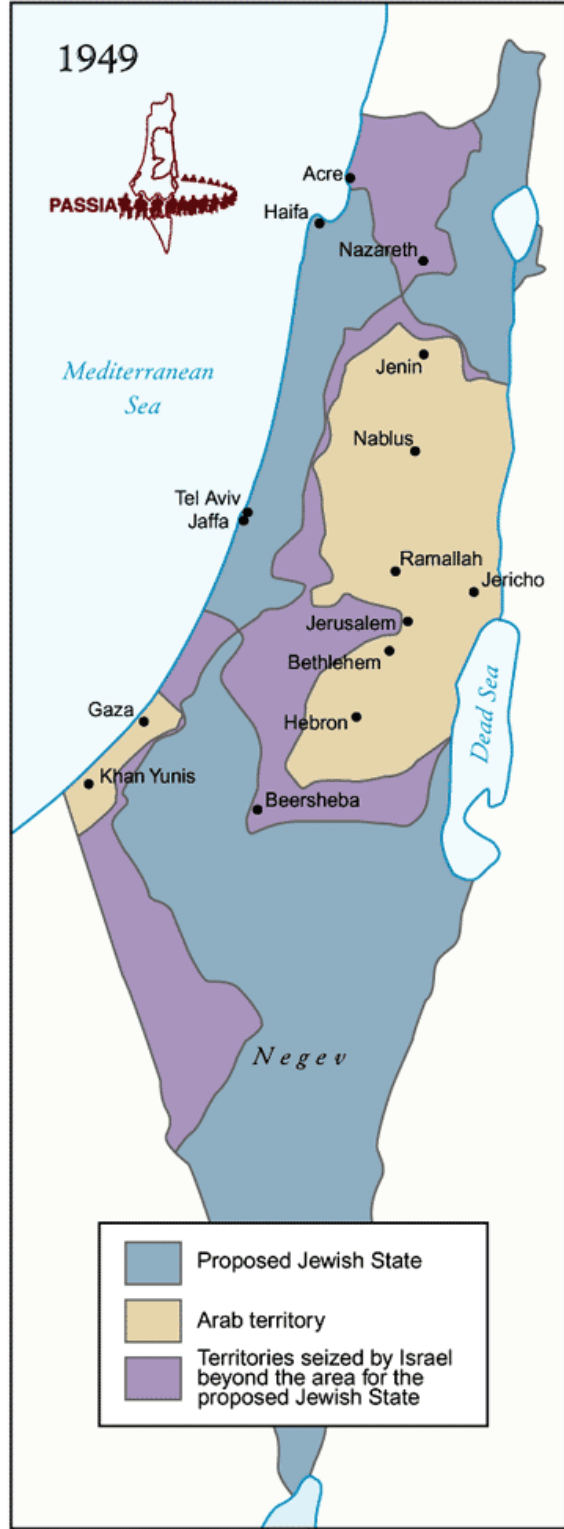 1949
PASSIA
Acre
Haifa
Nazareth
Mediterranean
Sea
Jenin
Nablus
Tel Aviv
Jaffa
Ramallah
Jericho
Jerusalem
Bethlehem
Dead Sea
Gaza
Hebron
Khan Yunis
Beersheba
Negev
Proposed Jewish State
Arab territory
Territories seized by Israel
beyond the area for the
proposed Jewish State